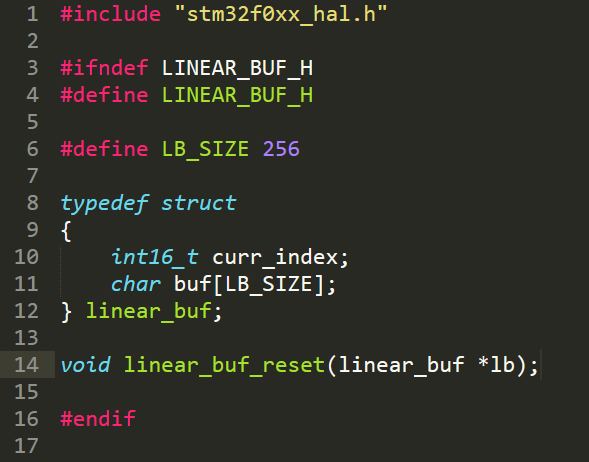 1 #include "stm32f0xx_hal.h"
2
3 #ifndef LINEAR_BUF_H
4 #define LINEAR_BUF_H
5
6 #define LB_SIZE 256
7
8 typedef struct
9 {
10     int16_t curr_index;
11     char buf[LB_SIZE];
12 } linear_buf;
13
14 void linear_buf_reset(linear_buf *lb);
15
16 #endif
17